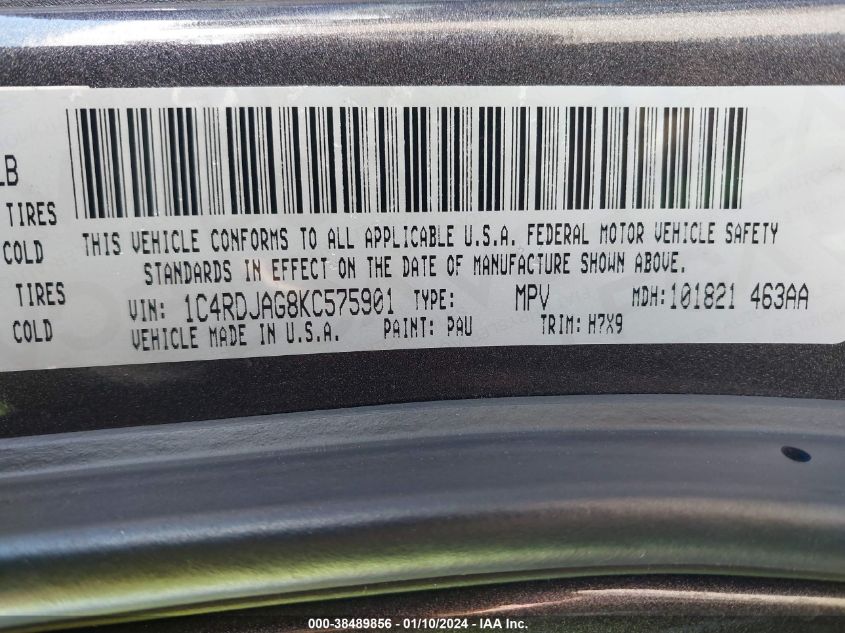 LB
TIRES
COLD
TIRES
COLD
THIS VEHICLE CONFORMS TO ALL APPLICABLE U.S.A. FEDERAL MOTOR VEHICLE SAFETY
STANDARDS IN EFFECT ON THE DATE OF MANUFACTURE SHOWN ABOVE.
VIN: 1C4RDJAG8KC575901 TYPE: MPV MDH: 101821 463AA
VEHICLE MADE IN U.S.A. PAINT: PAU TRIM: H7X9
000-38489856 - 01/10/2024 - IAA Inc.